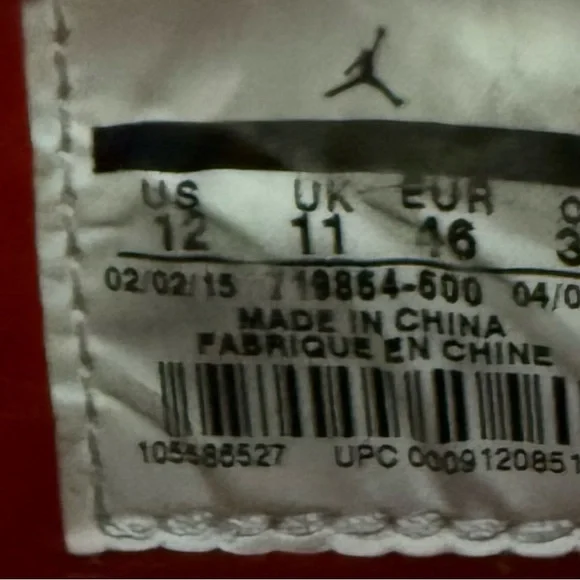 US UK EUR
12 11 46
02/02/15 719864-600
MADE IN CHINA
FABRIQUE EN CHINE
UPC